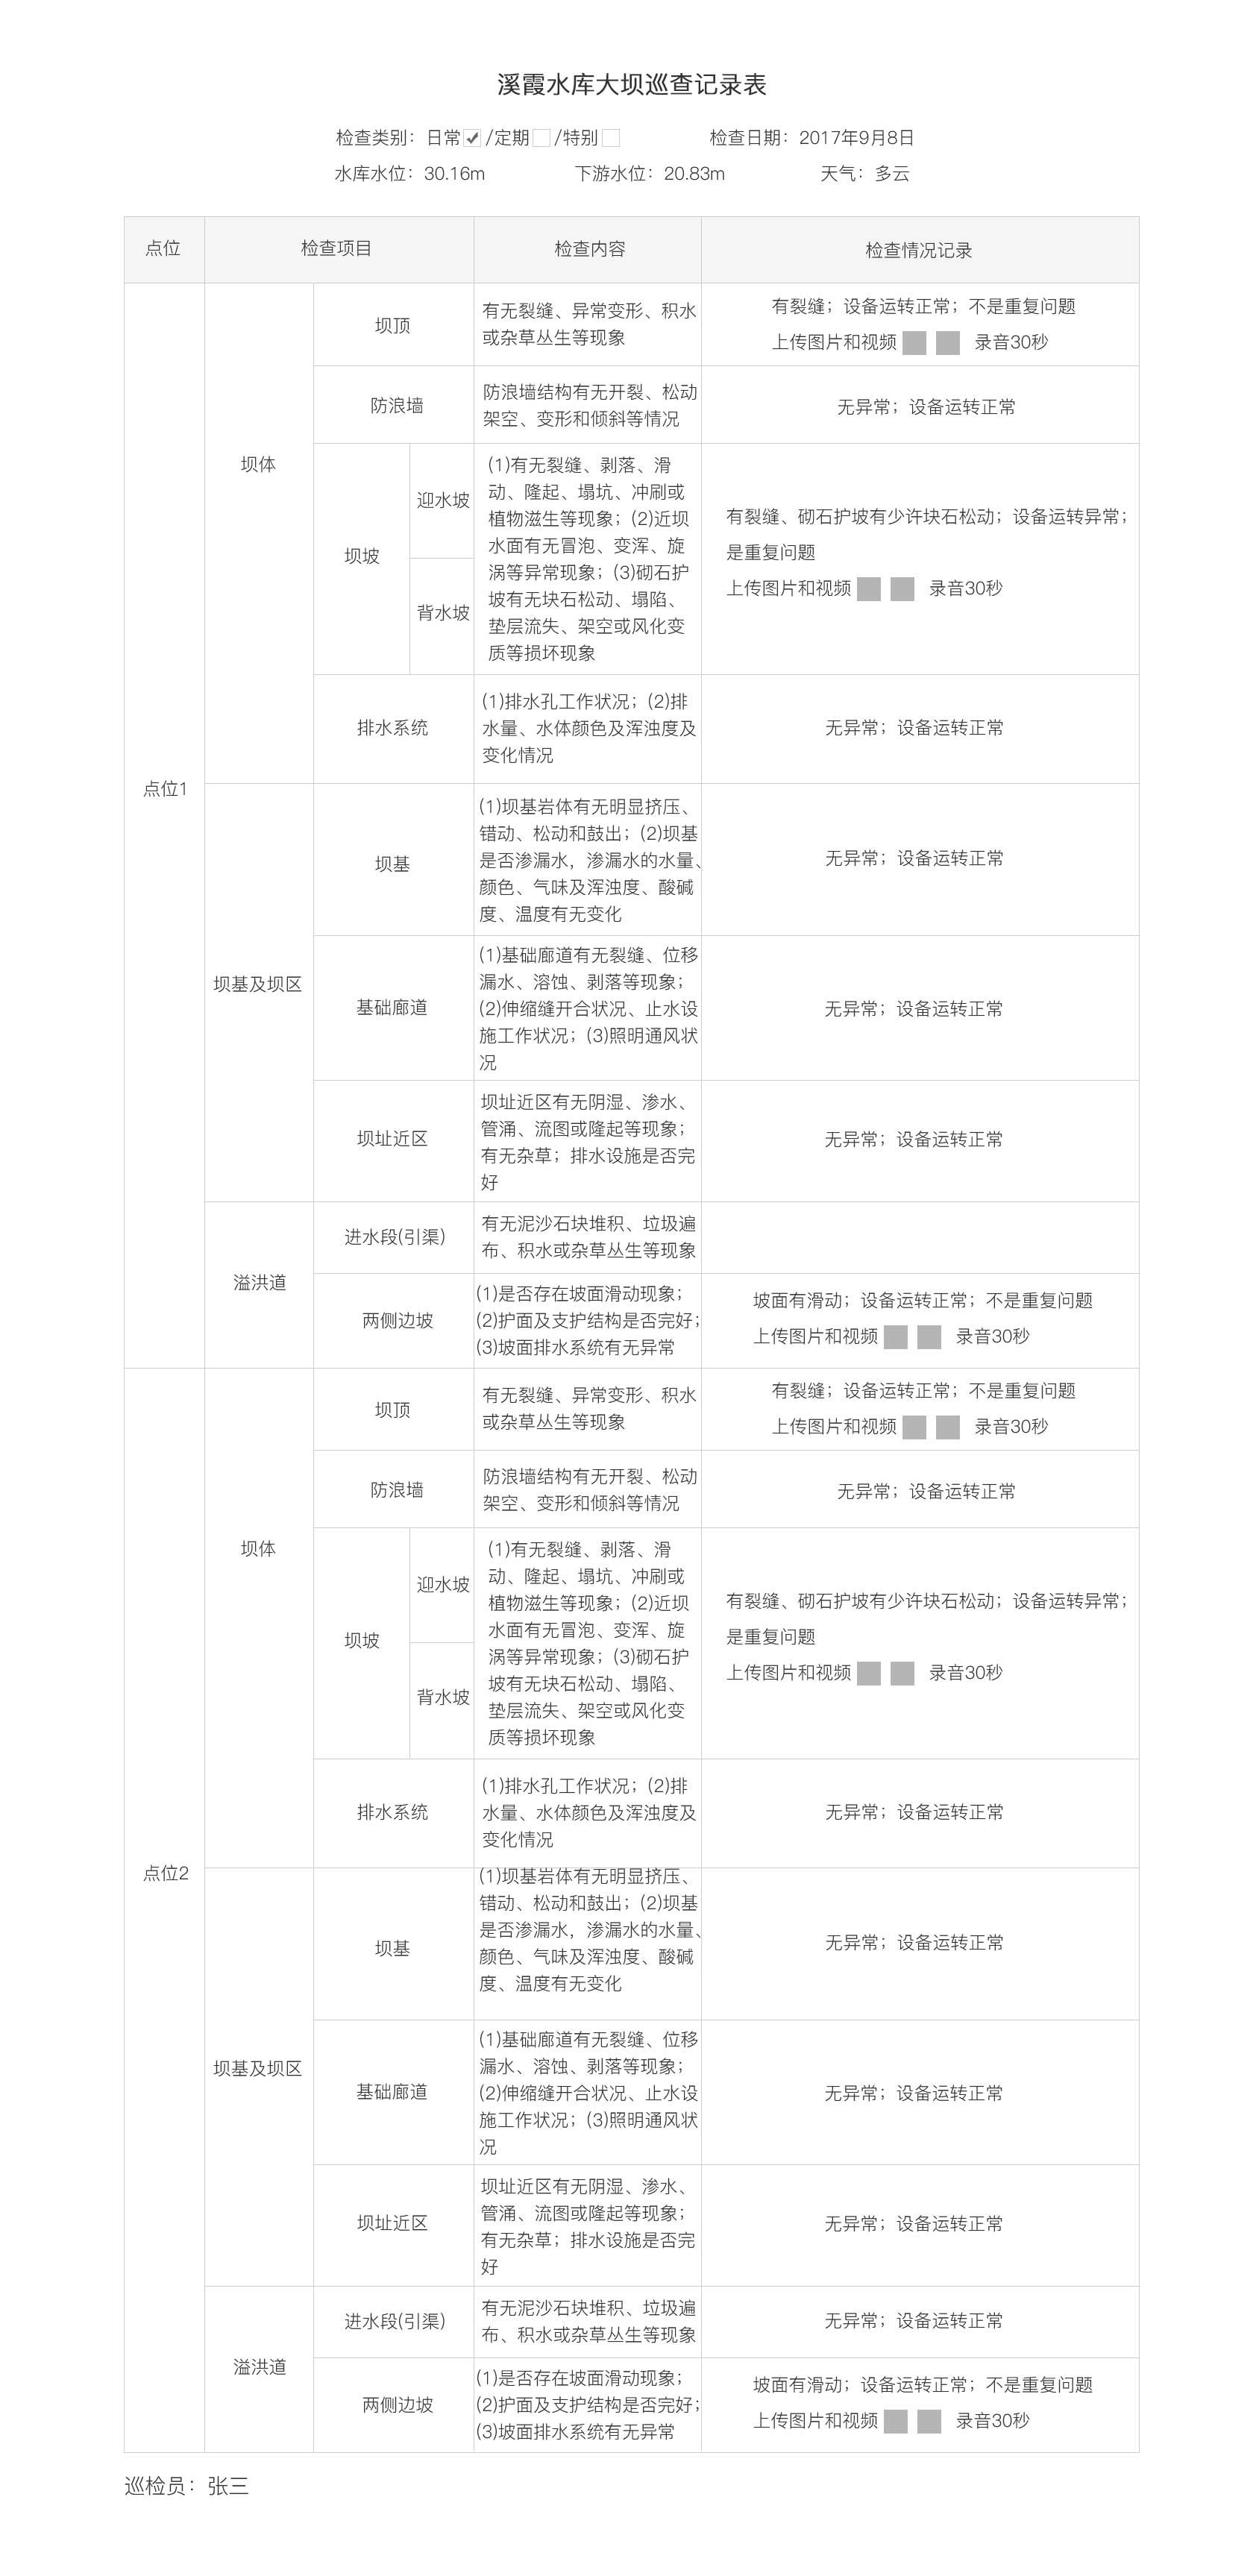 溪霞水库大坝巡查记录表
检查类别：日常 /定期 /特别 检查日期：2017年9月8日
水库水位：30.16m 下游水位：20.83m 天气：多云
点位 检查项目 检查内容 检查情况记录
点位1
坝体
坝顶
有无裂缝、异常变形、积水
或杂草丛生等现象
有裂缝；设备运转正常；不是重复问题
上传图片和视频 录音30秒
防浪墙
防浪墙结构有无开裂、松动
架空、变形和倾斜等情况
无异常；设备运转正常
坝坡
迎水坡
背水坡
(1)有无裂缝、剥落、滑
动、隆起、塌坑、冲刷或
植物滋生等现象；(2)近坝
水面有无冒泡、变浑、旋
涡等异常现象；(3)砌石护
坡有无块石松动、塌陷、
垫层流失、架空或风化变
质等损坏现象
有裂缝、砌石护坡有少许块石松动；设备运转异常；
是重复问题
上传图片和视频 录音30秒
排水系统
(1)排水孔工作状况；(2)排
水量、水体颜色及浑浊度及
变化情况
无异常；设备运转正常
坝基及坝区
坝基
(1)坝基岩体有无明显挤压、
错动、松动和鼓出；(2)坝基
是否渗漏水，渗漏水的水量、
颜色、气味及浑浊度、酸碱
度、温度有无变化
无异常；设备运转正常
基础廊道
(1)基础廊道有无裂缝、位移
漏水、溶蚀、剥落等现象；
(2)伸缩缝开合状况、止水设
施工作状况；(3)照明通风状
况
无异常；设备运转正常
坝址近区
坝址近区有无阴湿、渗水、
管涌、流图或隆起等现象；
有无杂草；排水设施是否完
好
无异常；设备运转正常
溢洪道
进水段(引渠)
有无泥沙石块堆积、垃圾遍
布、积水或杂草丛生等现象
两侧边坡
(1)是否存在坡面滑动现象；
(2)护面及支护结构是否完好；
(3)坡面排水系统有无异常
坡面有滑动；设备运转正常；不是重复问题
上传图片和视频 录音30秒
点位2
坝体
坝顶
有无裂缝、异常变形、积水
或杂草丛生等现象
有裂缝；设备运转正常；不是重复问题
上传图片和视频 录音30秒
防浪墙
防浪墙结构有无开裂、松动
架空、变形和倾斜等情况
无异常；设备运转正常
坝坡
迎水坡
背水坡
(1)有无裂缝、剥落、滑
动、隆起、塌坑、冲刷或
植物滋生等现象；(2)近坝
水面有无冒泡、变浑、旋
涡等异常现象；(3)砌石护
坡有无块石松动、塌陷、
垫层流失、架空或风化变
质等损坏现象
有裂缝、砌石护坡有少许块石松动；设备运转异常；
是重复问题
上传图片和视频 录音30秒
排水系统
(1)排水孔工作状况；(2)排
水量、水体颜色及浑浊度及
变化情况
无异常；设备运转正常
坝基及坝区
坝基
(1)坝基岩体有无明显挤压、
错动、松动和鼓出；(2)坝基
是否渗漏水，渗漏水的水量、
颜色、气味及浑浊度、酸碱
度、温度有无变化
无异常；设备运转正常
基础廊道
(1)基础廊道有无裂缝、位移
漏水、溶蚀、剥落等现象；
(2)伸缩缝开合状况、止水设
施工作状况；(3)照明通风状
况
无异常；设备运转正常
坝址近区
坝址近区有无阴湿、渗水、
管涌、流图或隆起等现象；
有无杂草；排水设施是否完
好
无异常；设备运转正常
溢洪道
进水段(引渠)
有无泥沙石块堆积、垃圾遍
布、积水或杂草丛生等现象
无异常；设备运转正常
两侧边坡
(1)是否存在坡面滑动现象；
(2)护面及支护结构是否完好；
(3)坡面排水系统有无异常
坡面有滑动；设备运转正常；不是重复问题
上传图片和视频 录音30秒
巡检员：张三